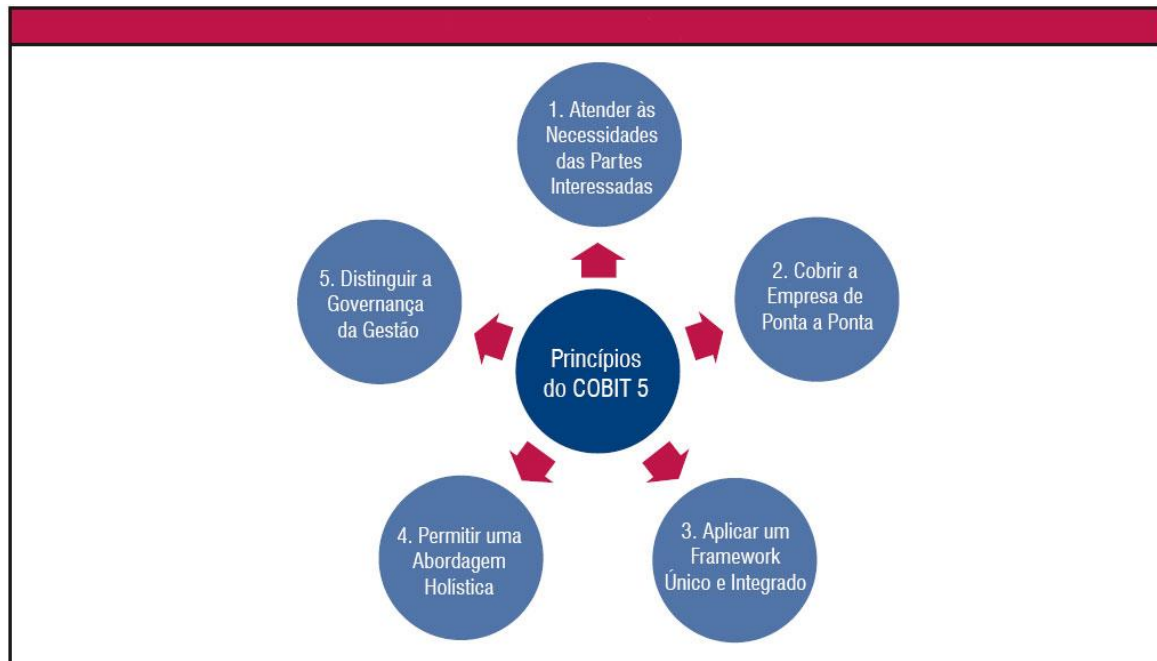 1. Atender às
Necessidades
das Partes
Interessadas
2. Cobrir a
Empresa de
Ponta a Ponta
3. Aplicar um
Framework
Único e Integrado
4. Permitir uma
Abordagem
Holística
5. Distinguir a
Governança
da Gestão
Princípios
do COBIT 5